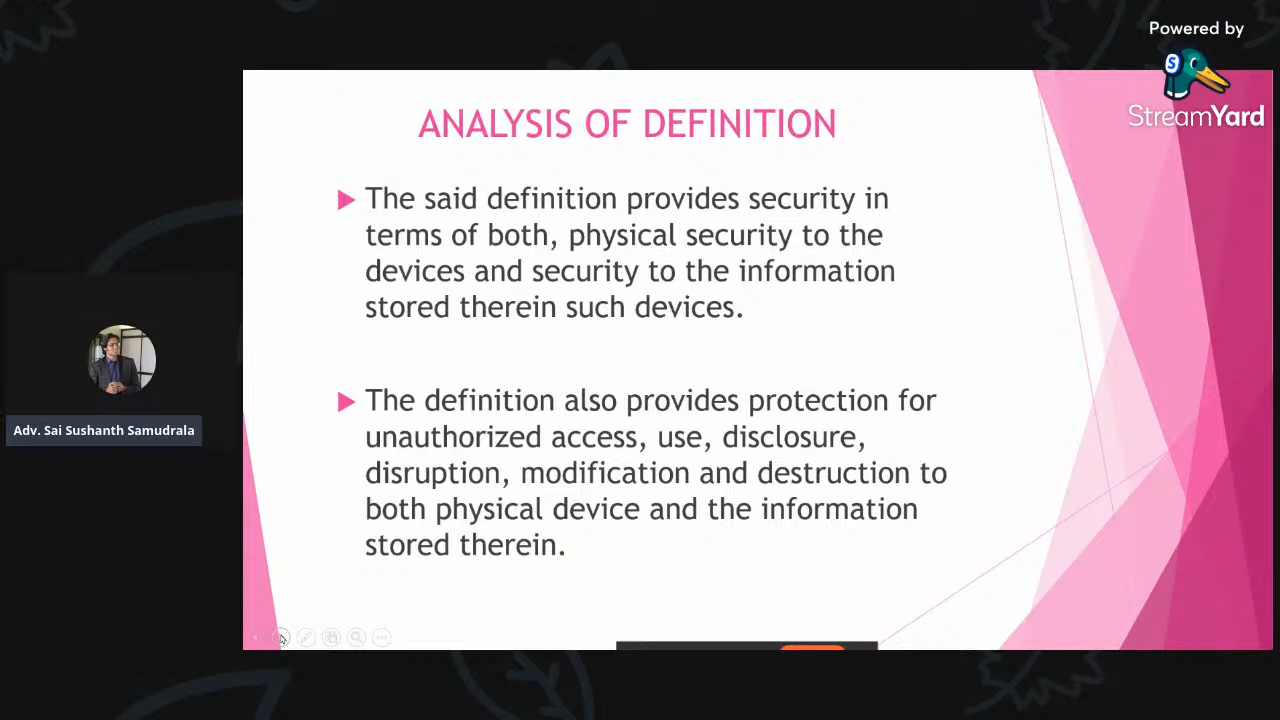 Powered by
StreamYard
ANALYSIS OF DEFINITION
The said definition provides security in
terms of both, physical security to the
devices and security to the information
stored therein such devices.
The definition also provides protection for
unauthorized access, use, disclosure,
disruption, modification and destruction to
both physical device and the information
stored therein.
Adv. Sai Sushanth Samudrala